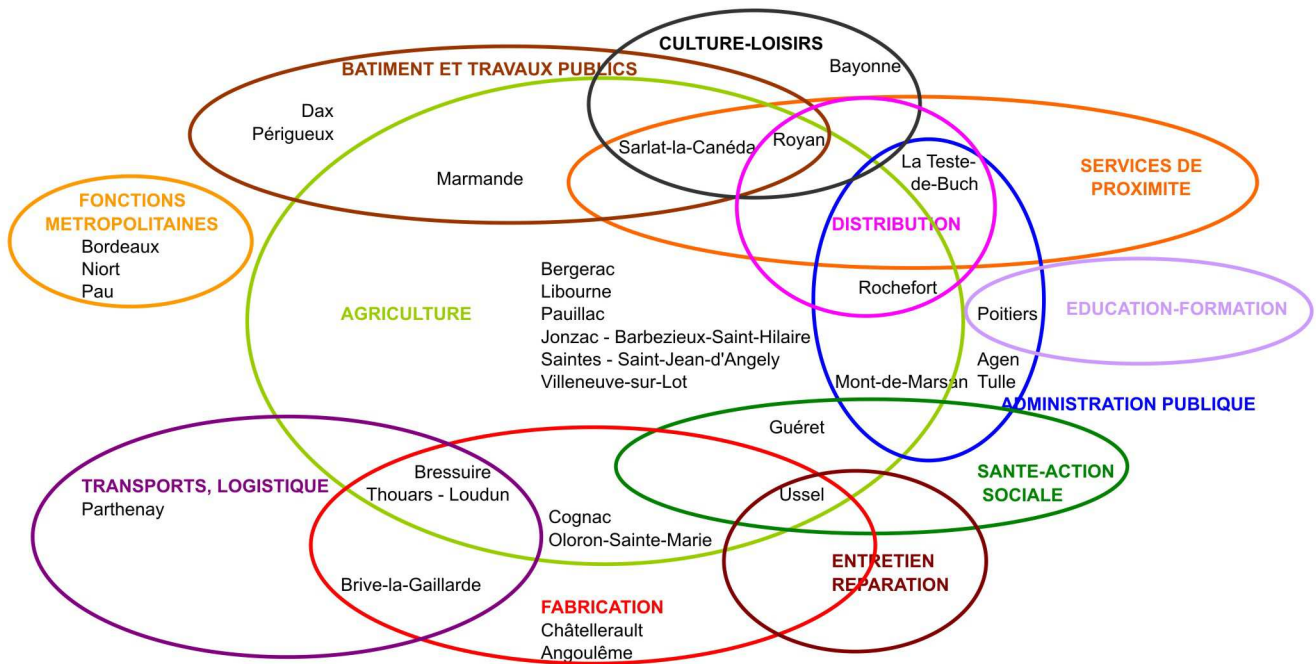 CULTURE-LOISIRS
Bayonne
BATIMENT ET TRAVAUX PUBLICS
Dax
Périgueux
Sarlat-la-Canéda
Royan
La Teste-
de-Buch
SERVICES DE
PROXIMITE
Marmande
FONCTIONS
METROPOLITAINES
Bordeaux
Niort
Pau
DISTRIBUTION
Rochefort
AGRICULTURE
Bergerac
Libourne
Pauillac
Jonzac - Barbezieux-Saint-Hilaire
Saintes - Saint-Jean-d'Angely
Villeneuve-sur-Lot
Poitiers
EDUCATION-FORMATION
Agen
Tulle
Mont-de-Marsan
ADMINISTRATION PUBLIQUE
Guéret
SANTE-ACTION
SOCIALE
TRANSPORTS, LOGISTIQUE
Parthenay
Bressuire
Thouars - Loudun
Ussel
Cognac
Oloron-Sainte-Marie
ENTRETIEN
REPARATION
Brive-la-Gaillarde
FABRICATION
Châtellerault
Angoulême